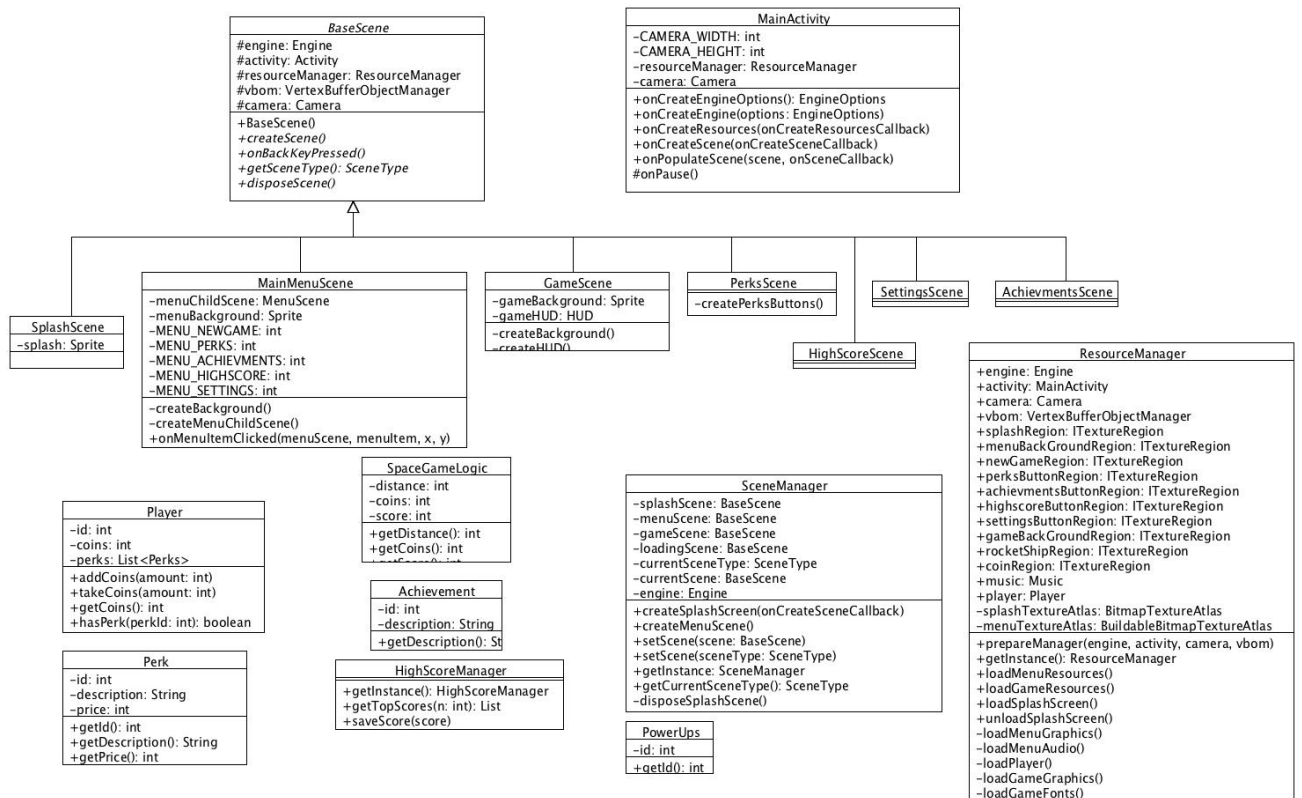 BaseScene
#engine: Engine
#activity: Activity
#resourceManager: ResourceManager
#vbom: VertexBufferObjectManager
#camera: Camera
+BaseScene()
+createScene()
+onBackKeyPressed()
+getSceneType(): SceneType
+disposeScene()
MainActivity
-CAMERA_WIDTH: int
-CAMERA_HEIGHT: int
-resourceManager: ResourceManager
-camera: Camera
+onCreateEngineOptions(): EngineOptions
+onCreateEngine(options: EngineOptions)
+onCreateResources(onCreateResourcesCallback)
+onCreateScene(onCreateSceneCallback)
+onPopulateScene(scene, onSceneCallback)
#onPause()
SplashScene
-splash: Sprite
MainMenuScene
-menuChildScene: MenuScene
-menuBackground: Sprite
-MENU_NEWGAME: int
-MENU_PERKS: int
-MENU_ACHIEVMENTS: int
-MENU_HIGHSCORE: int
-MENU_SETTINGS: int
-createBackground()
-createMenuChildScene()
+onMenuItemClicked(menuScene, menuItem, x, y)
GameScene
-gameBackground: Sprite
-gameHUD: HUD
-createBackground()
-createHUD()
PerksScene
-createPerksButtons()
HighScoreScene
SettingsScene
AchievmentsScene
ResourceManager
+engine: Engine
+activity: MainActivity
+camera: Camera
+vbom: VertexBufferObjectManager
+splashRegion: ITextureRegion
+menuBackGroundRegion: ITextureRegion
+newGameRegion: ITextureRegion
+perksButtonRegion: ITextureRegion
+achievmentsButtonRegion: ITextureRegion
+highscoreButtonRegion: ITextureRegion
+settingsButtonRegion: ITextureRegion
+gameBackGroundRegion: ITextureRegion
+rocketShipRegion: ITextureRegion
+coinRegion: ITextureRegion
+music: Music
+player: Player
-splashTextureAtlas: BitmapTextureAtlas
-menuTextureAtlas: BuildableBitmapTextureAtlas
+prepareManager(engine, activity, camera, vbom)
+getInstance(): ResourceManager
+loadMenuResources()
+loadGameResources()
+loadSplashScreen()
+unloadSplashScreen()
-loadMenuGraphics()
-loadMenuAudio()
-loadPlayer()
-loadGameGraphics()
-loadGameFonts()
Player
-id: int
-coins: int
-perks: List<Perks>
+addCoins(amount: int)
+takeCoins(amount: int)
+getCoins(): int
+hasPerk(perkId: int): boolean
Perk
-id: int
-description: String
-price: int
+getId(): int
+getDescription(): String
+getPrice(): int
SpaceGameLogic
-distance: int
-coins: int
-score: int
+getDistance(): int
+getCoins(): int
+getScore(): int
Achievement
-id: int
-description: String
+getDescription(): St
HighScoreManager
+getInstance(): HighScoreManager
+getTopScores(n: int): List
+saveScore(score)
SceneManager
-splashScene: BaseScene
-menuScene: BaseScene
-gameScene: BaseScene
-loadingScene: BaseScene
-currentSceneType: SceneType
-currentScene: BaseScene
-engine: Engine
+createSplashScreen(onCreateSceneCallback)
+createMenuScene()
+setScene(scene: BaseScene)
+setScene(sceneType: SceneType)
+getInstance: SceneManager
+getCurrentSceneType(): SceneType
-disposeSplashScene()
PowerUps
-id: int
+getId(): int